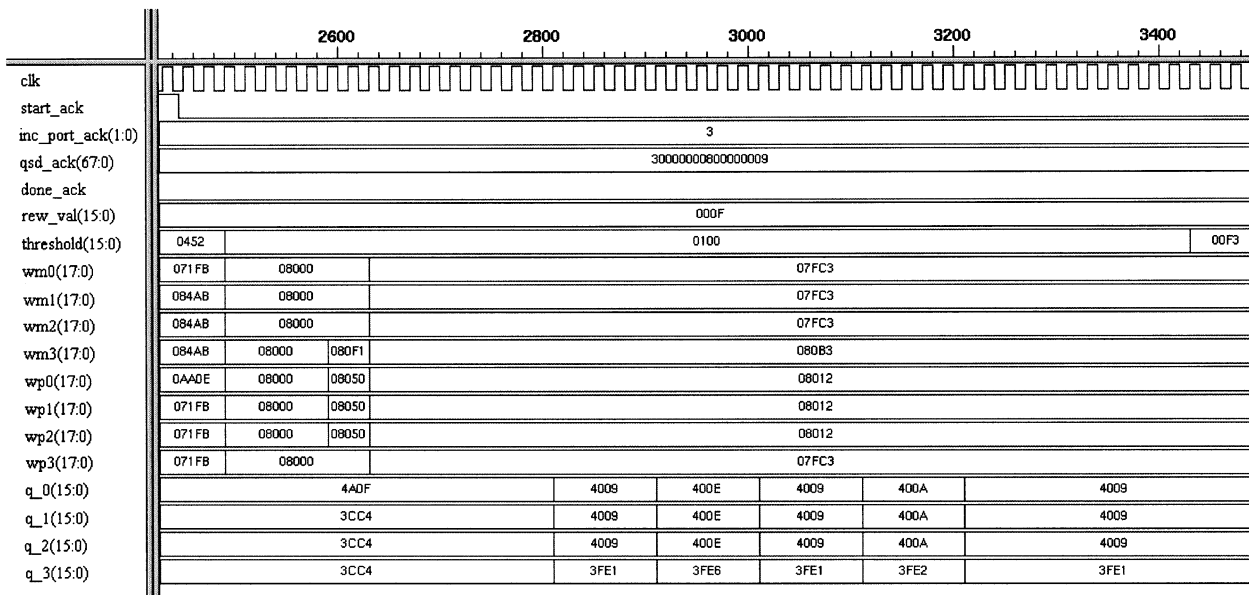 2600 2800 3000 3200 3400
clk
start_ack
inc_port_ack(1:0) 3
qsd_ack(67:0) 30000000800000009
done_ack
rew_val(15:0) 000F
threshold(15:0) 0452 0100 00F3
wm0(17:0) 071FB 08000 07FC3
wm1(17:0) 084AB 08000 07FC3
wm2(17:0) 084AB 08000 07FC3
wm3(17:0) 084AB 08000 080F1 080B3
wp0(17:0) 0AA0E 08000 08050 08012
wp1(17:0) 071FB 08000 08050 08012
wp2(17:0) 071FB 08000 08050 08012
wp3(17:0) 071FB 08000 07FC3
q_0(15:0) 4A0F 4009 400E 4009 400A 4009
q_1(15:0) 3CC4 4009 400E 4009 400A 4009
q_2(15:0) 3CC4 4009 400E 4009 400A 4009
q_3(15:0) 3CC4 3FE1 3FE6 3FE1 3FE2 3FE1